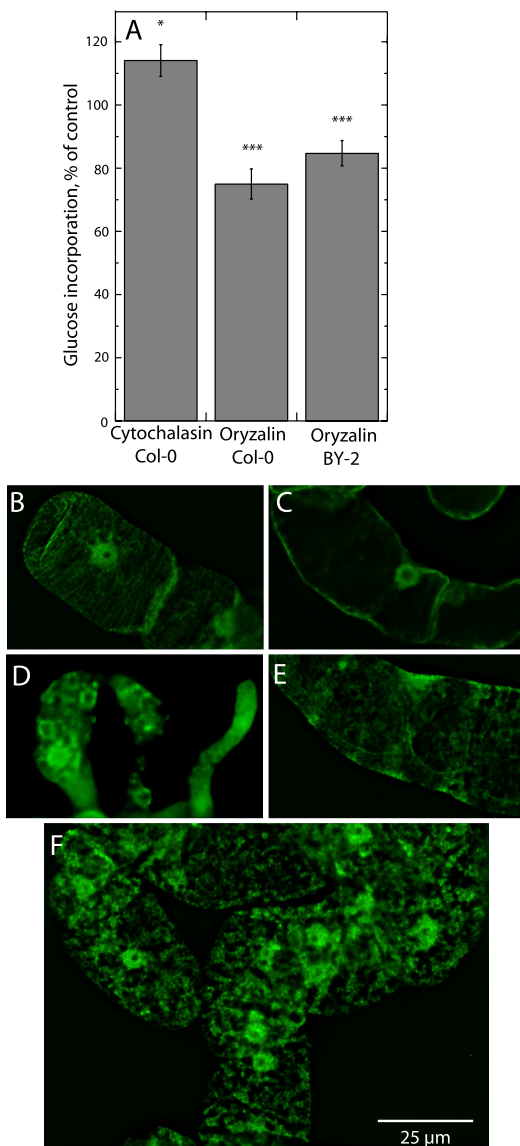 A
*
***
***
120
100
80
60
40
20
0
Glucose incorporation, % of control
Cytochalasin Oryzalin Oryzalin
Col-0 Col-0 BY-2
B
C
D
E
F
25 µm